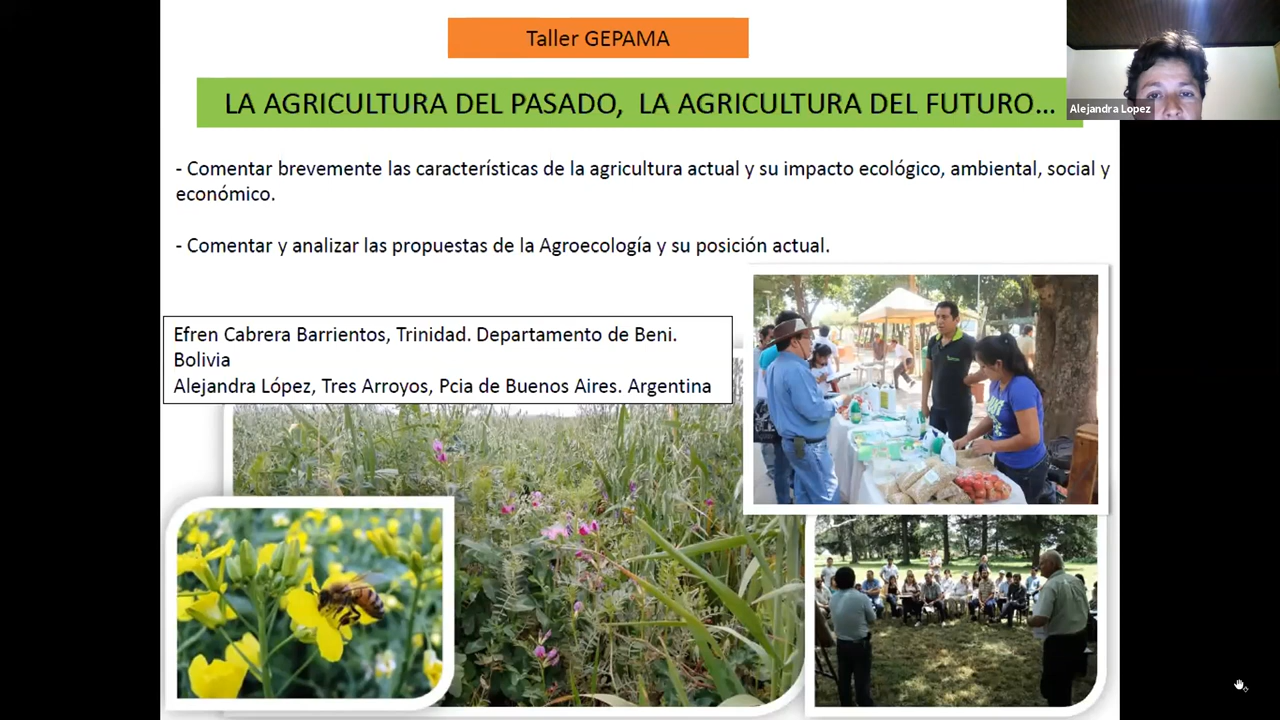 Taller GEPAMA
LA AGRICULTURA DEL PASADO, LA AGRICULTURA DEL FUTURO...
Alejandra Lopez
- Comentar brevemente las características de la agricultura actual y su impacto ecológico, ambiental, social y
económico.
- Comentar y analizar las propuestas de la Agroecología y su posición actual.
Efren Cabrera Barrientos, Trinidad. Departamento de Beni.
Bolivia
Alejandra López, Tres Arroyos, Pcia de Buenos Aires. Argentina